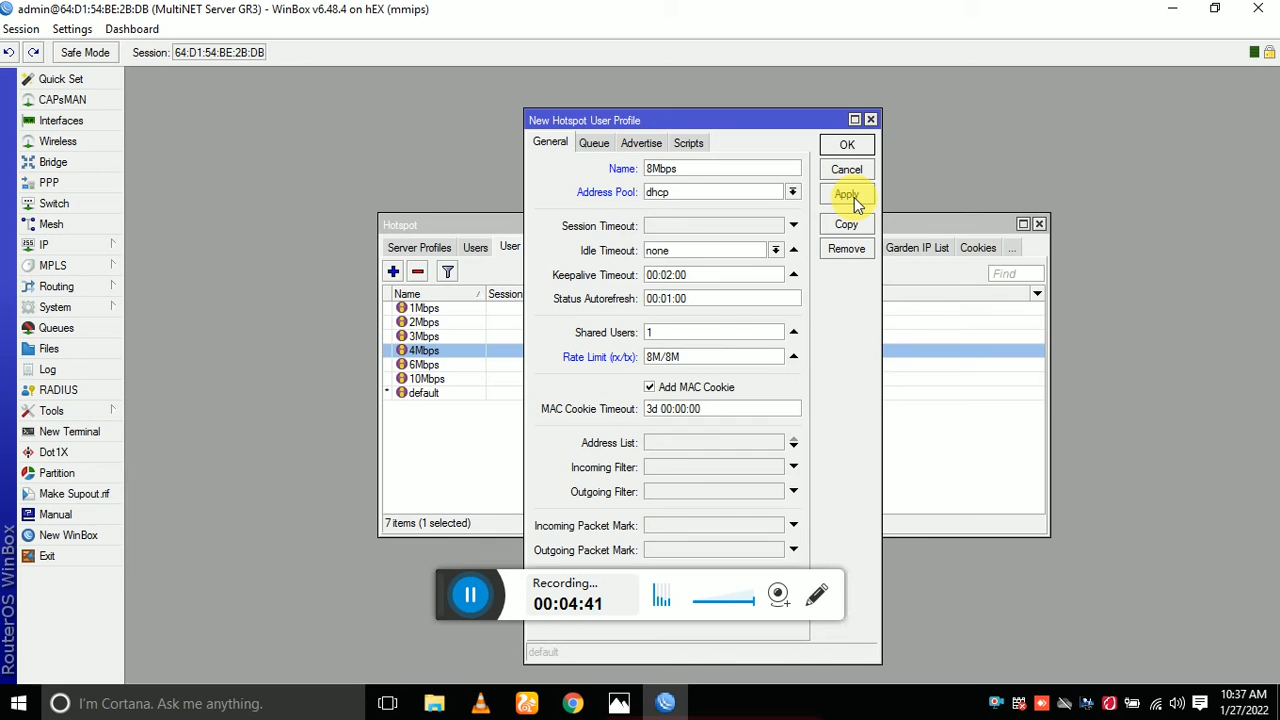 admin@64:D1:54:BE:2B:DB (MultiNET Server GR3) - WinBox v6.48.4 on hEX (mmips)
Session Settings Dashboard
Safe Mode Session: 64:D1:54:BE:2B:DB
Quick Set
CAPsMAN
Interfaces
Wireless
Bridge
PPP
Switch
Mesh
IP
MPLS
Routing
System
Queues
Files
Log
RADIUS
Tools
New Terminal
Dot1X
Partition
Make Supout.rif
Manual
New WinBox
Exit
RouterOS WinBox
Hotspot
Server Profiles Users User
Garden IP List Cookies ...
Find
Name Session
1Mbps
2Mbps
3Mbps
4Mbps
6Mbps
10Mbps
* default
7 items (1 selected)
New Hotspot User Profile
General Queue Advertise Scripts
Name: 8Mbps
Address Pool: dhcp
Session Timeout:
Idle Timeout: none
Keepalive Timeout: 00:02:00
Status Autorefresh: 00:01:00
Shared Users: 1
Rate Limit (rx/tx): 8M/8M
Add MAC Cookie
MAC Cookie Timeout: 3d 00:00:00
Address List:
Incoming Filter:
Outgoing Filter:
Incoming Packet Mark:
Outgoing Packet Mark:
OK
Cancel
Apply
Copy
Remove
default
Recording...
00:04:41
I'm Cortana. Ask me anything.
10:37 AM
1/27/2022